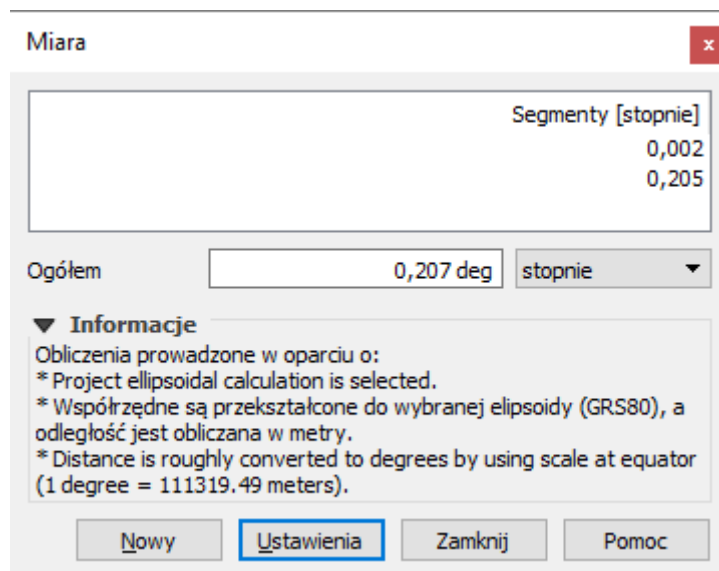 Miara
x
Segmenty [stopnie]
0,002
0,205
Ogółem 0,207 deg stopnie
Informacje
Obliczenia prowadzone w oparciu o:
* Project ellipsoidal calculation is selected.
* Współrzędne są przekształcone do wybranej elipsoidy (GRS80), a
odległość jest obliczana w metry.
* Distance is roughly converted to degrees by using scale at equator
(1 degree = 111319.49 meters).
Nowy Ustawienia Zamknij Pomoc